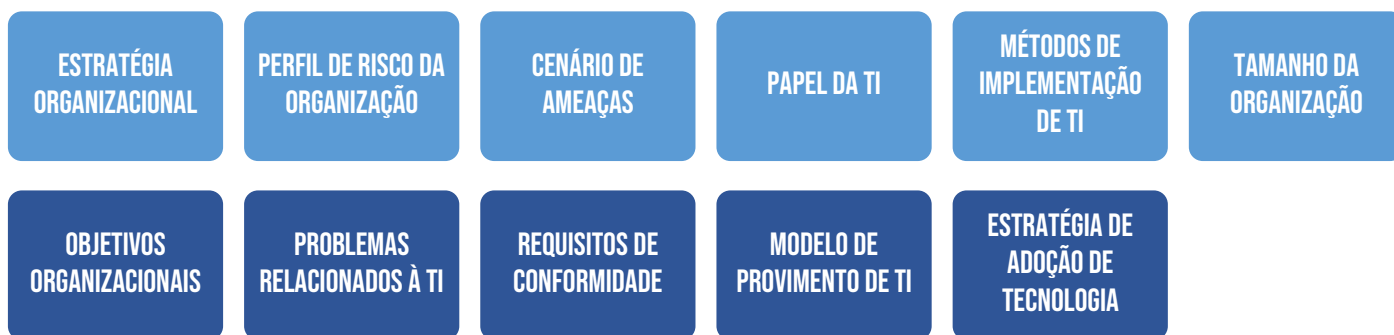 ESTRATÉGIA
ORGANIZACIONAL
PERFIL DE RISCO DA
ORGANIZAÇÃO
CENÁRIO DE
AMEAÇAS
PAPEL DA TI
MÉTODOS DE
IMPLEMENTAÇÃO
DE TI
TAMANHO DA
ORGANIZAÇÃO
OBJETIVOS
ORGANIZACIONAIS
PROBLEMAS
RELACIONADOS À TI
REQUISITOS DE
CONFORMIDADE
MODELO DE
PROVIMENTO DE TI
ESTRATÉGIA DE
ADOÇÃO DE
TECNOLOGIA